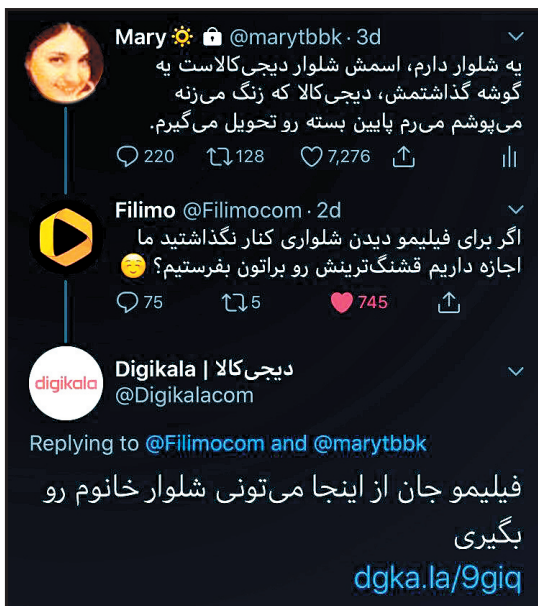 Mary🔆 🔒 @marytbbk · 3d
یه شلوار دارم، اسمش شلوار دیجی‌کالاست یه
گوشه گذاشتمش، دیجی‌کالا که زنگ می‌زنه
می‌پوشم می‌رم پایین بسته رو تحویل می‌گیرم.
220 128 7,276
Filimo @Filimocom · 2d
اگر برای فیلیمو دیدن شلواری کنار نگذاشتید ما
اجازه داریم قشنگ‌ترینش رو براتون بفرستیم؟ ☺️
75 5 745
digikala
Digikala | دیجی‌کالا
@Digikalacom
Replying to @Filimocom and @marytbbk
فیلیمو جان از اینجا می‌تونی شلوار خانوم رو
بگیری
dgka.la/9giq